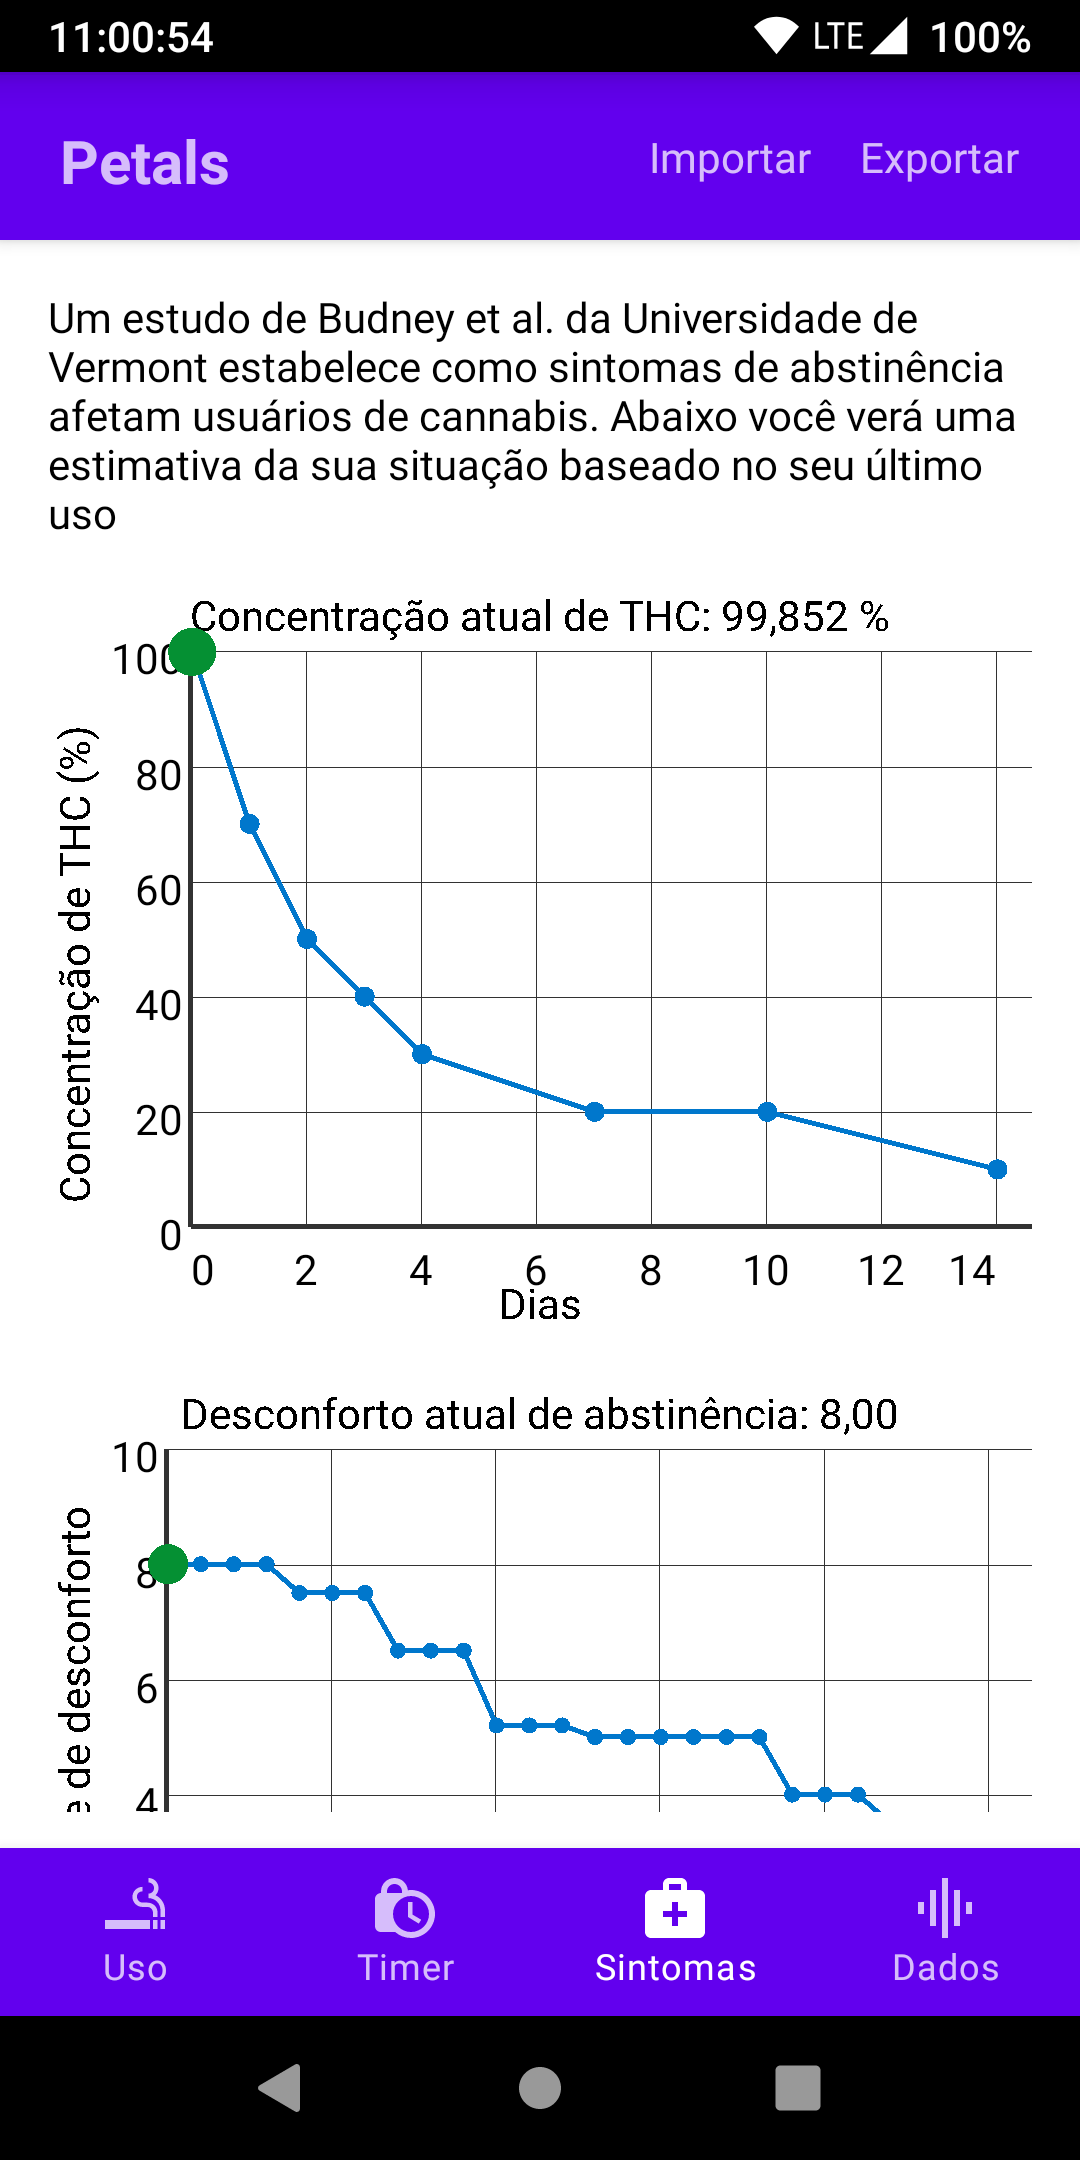 11:00:54 LTE 100%
Petals Importar Exportar
Um estudo de Budney et al. da Universidade de
Vermont estabelece como sintomas de abstinência
afetam usuários de cannabis. Abaixo você verá uma
estimativa da sua situação baseado no seu último
uso
Concentração atual de THC: 99,852 %
Concentração de THC (%)
100
80
60
40
20
0
0 2 4 6 8 10 12 14
Dias
Desconforto atual de abstinência: 8,00
de desconforto
10
8
6
4
Uso Timer Sintomas Dados